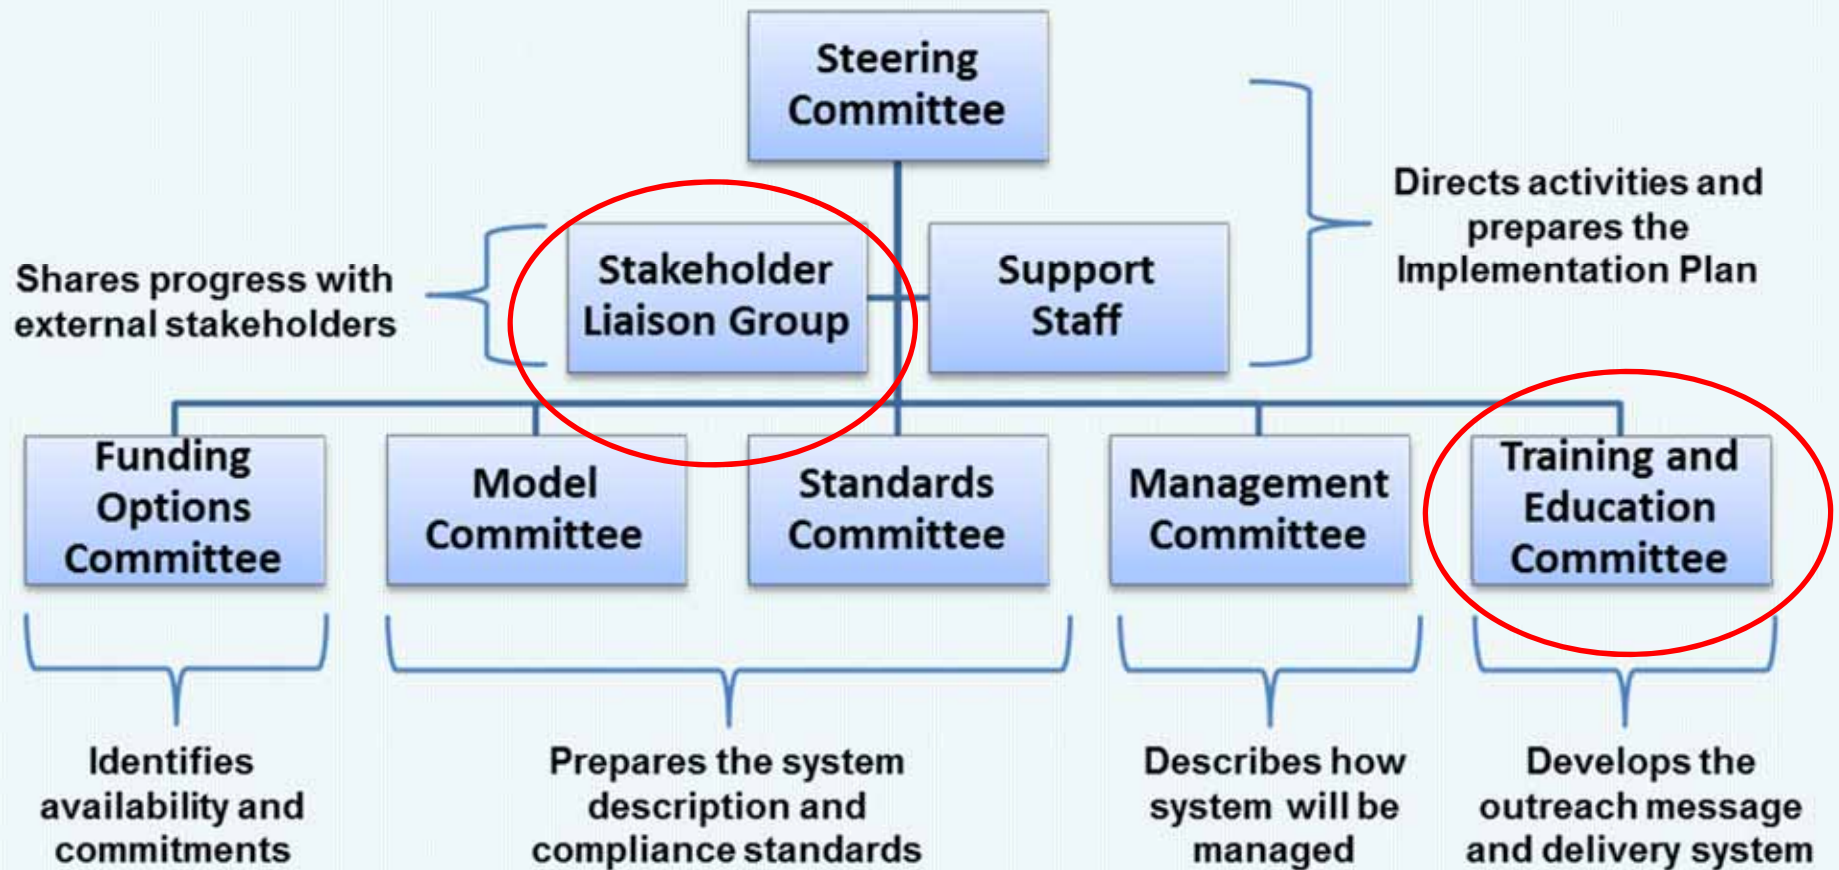 Steering
Committee
Directs activities and
prepares the
Implementation Plan
Shares progress with
external stakeholders
Stakeholder
Liaison Group
Support
Staff
Funding
Options
Committee
Model
Committee
Standards
Committee
Management
Committee
Training and
Education
Committee
Identifies
availability and
commitments
Prepares the system
description and
compliance standards
Describes how
system will be
managed
Develops the
outreach message
and delivery system